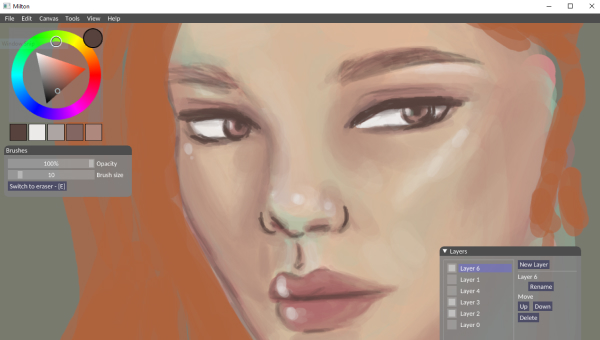 Milton
File Edit Canvas Tools View Help
Brushes
100% Opacity
10 Brush size
Switch to eraser - [E]
Layers
Layer 6
Layer 1
Layer 4
Layer 3
Layer 2
Layer 0
New Layer
Layer 6
Rename
Move
Up Down
Delete